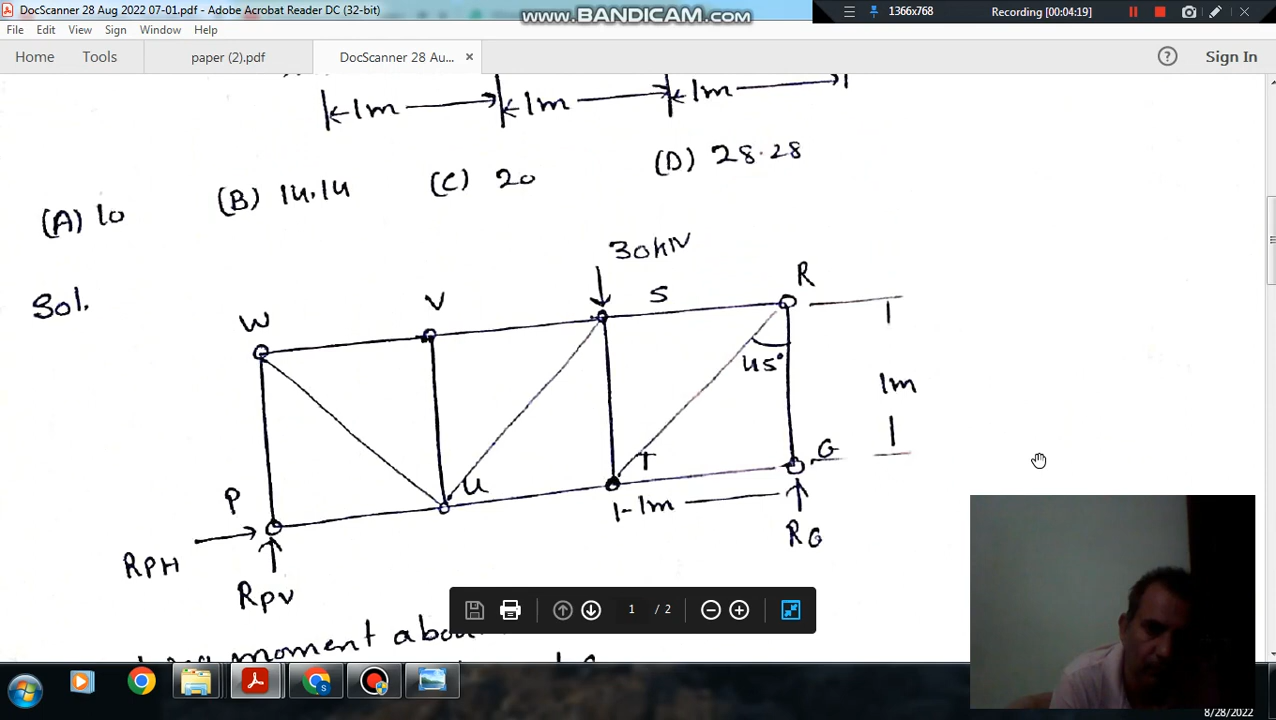 DocScanner 28 Aug 2022 07-01.pdf - Adobe Acrobat Reader DC (32-bit)
www.BANDICAM.com
1366x768
Recording [00:04:19]
File Edit View Sign Window Help
Home Tools
paper (2).pdf
DocScanner 28 Au...
Sign In
1m 1m 1m
(A) 10 (B) 14.14 (C) 20 (D) 28.28
Sol.
30kN
W V S R
45°
1m
P U T G
1m
RPH
RPV
RG
1 / 2
moment
8/28/2022